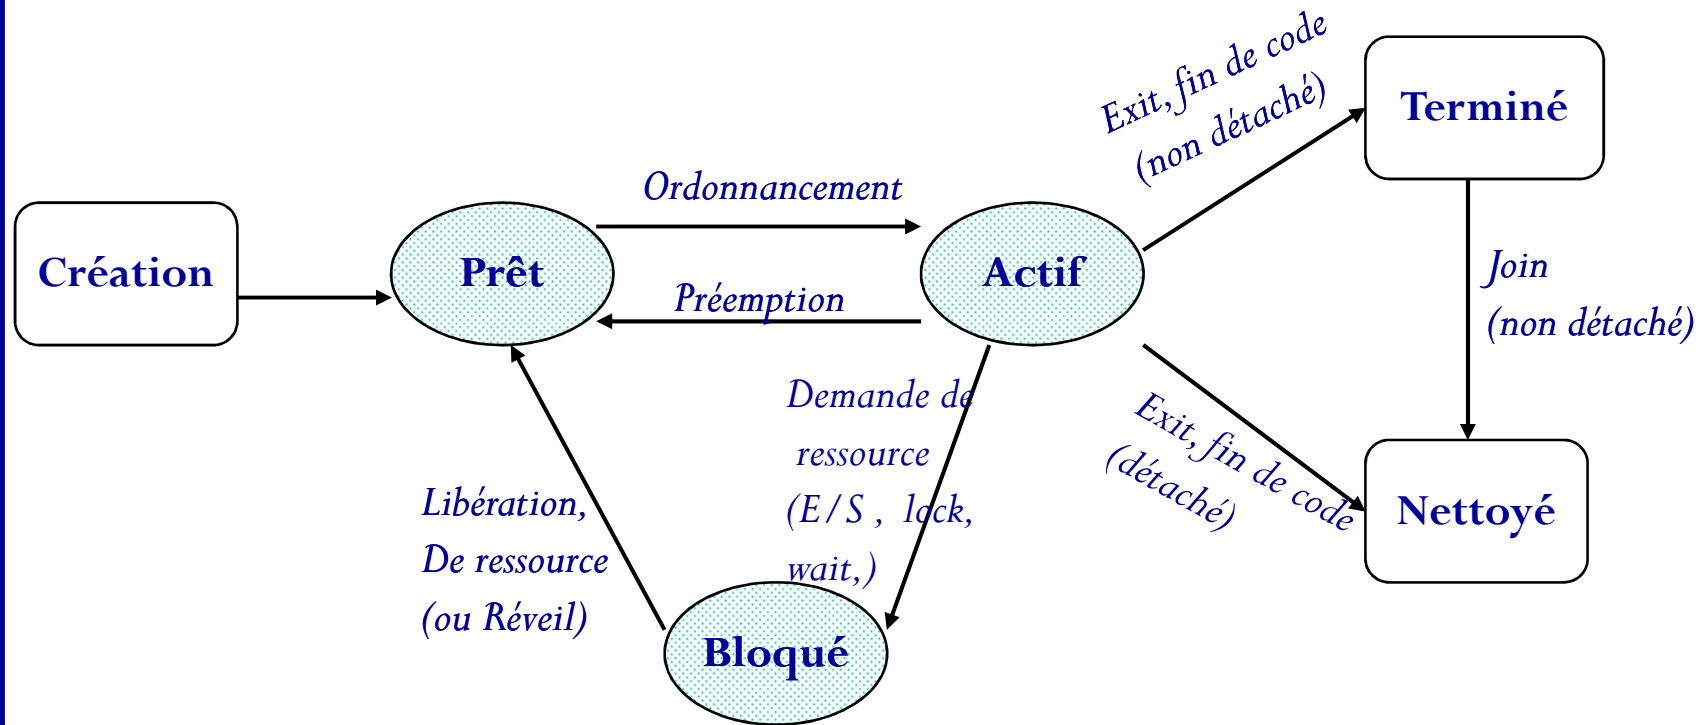 Exit, fin de code
(non détaché)
Terminé
Ordonnancement
Création
Prêt
Actif
Préemption
Join
(non détaché)
Demande de
ressource
(E/S , lock,
wait,)
Exit, fin de code
(détaché)
Libération,
De ressource
(ou Réveil)
Nettoyé
Bloqué